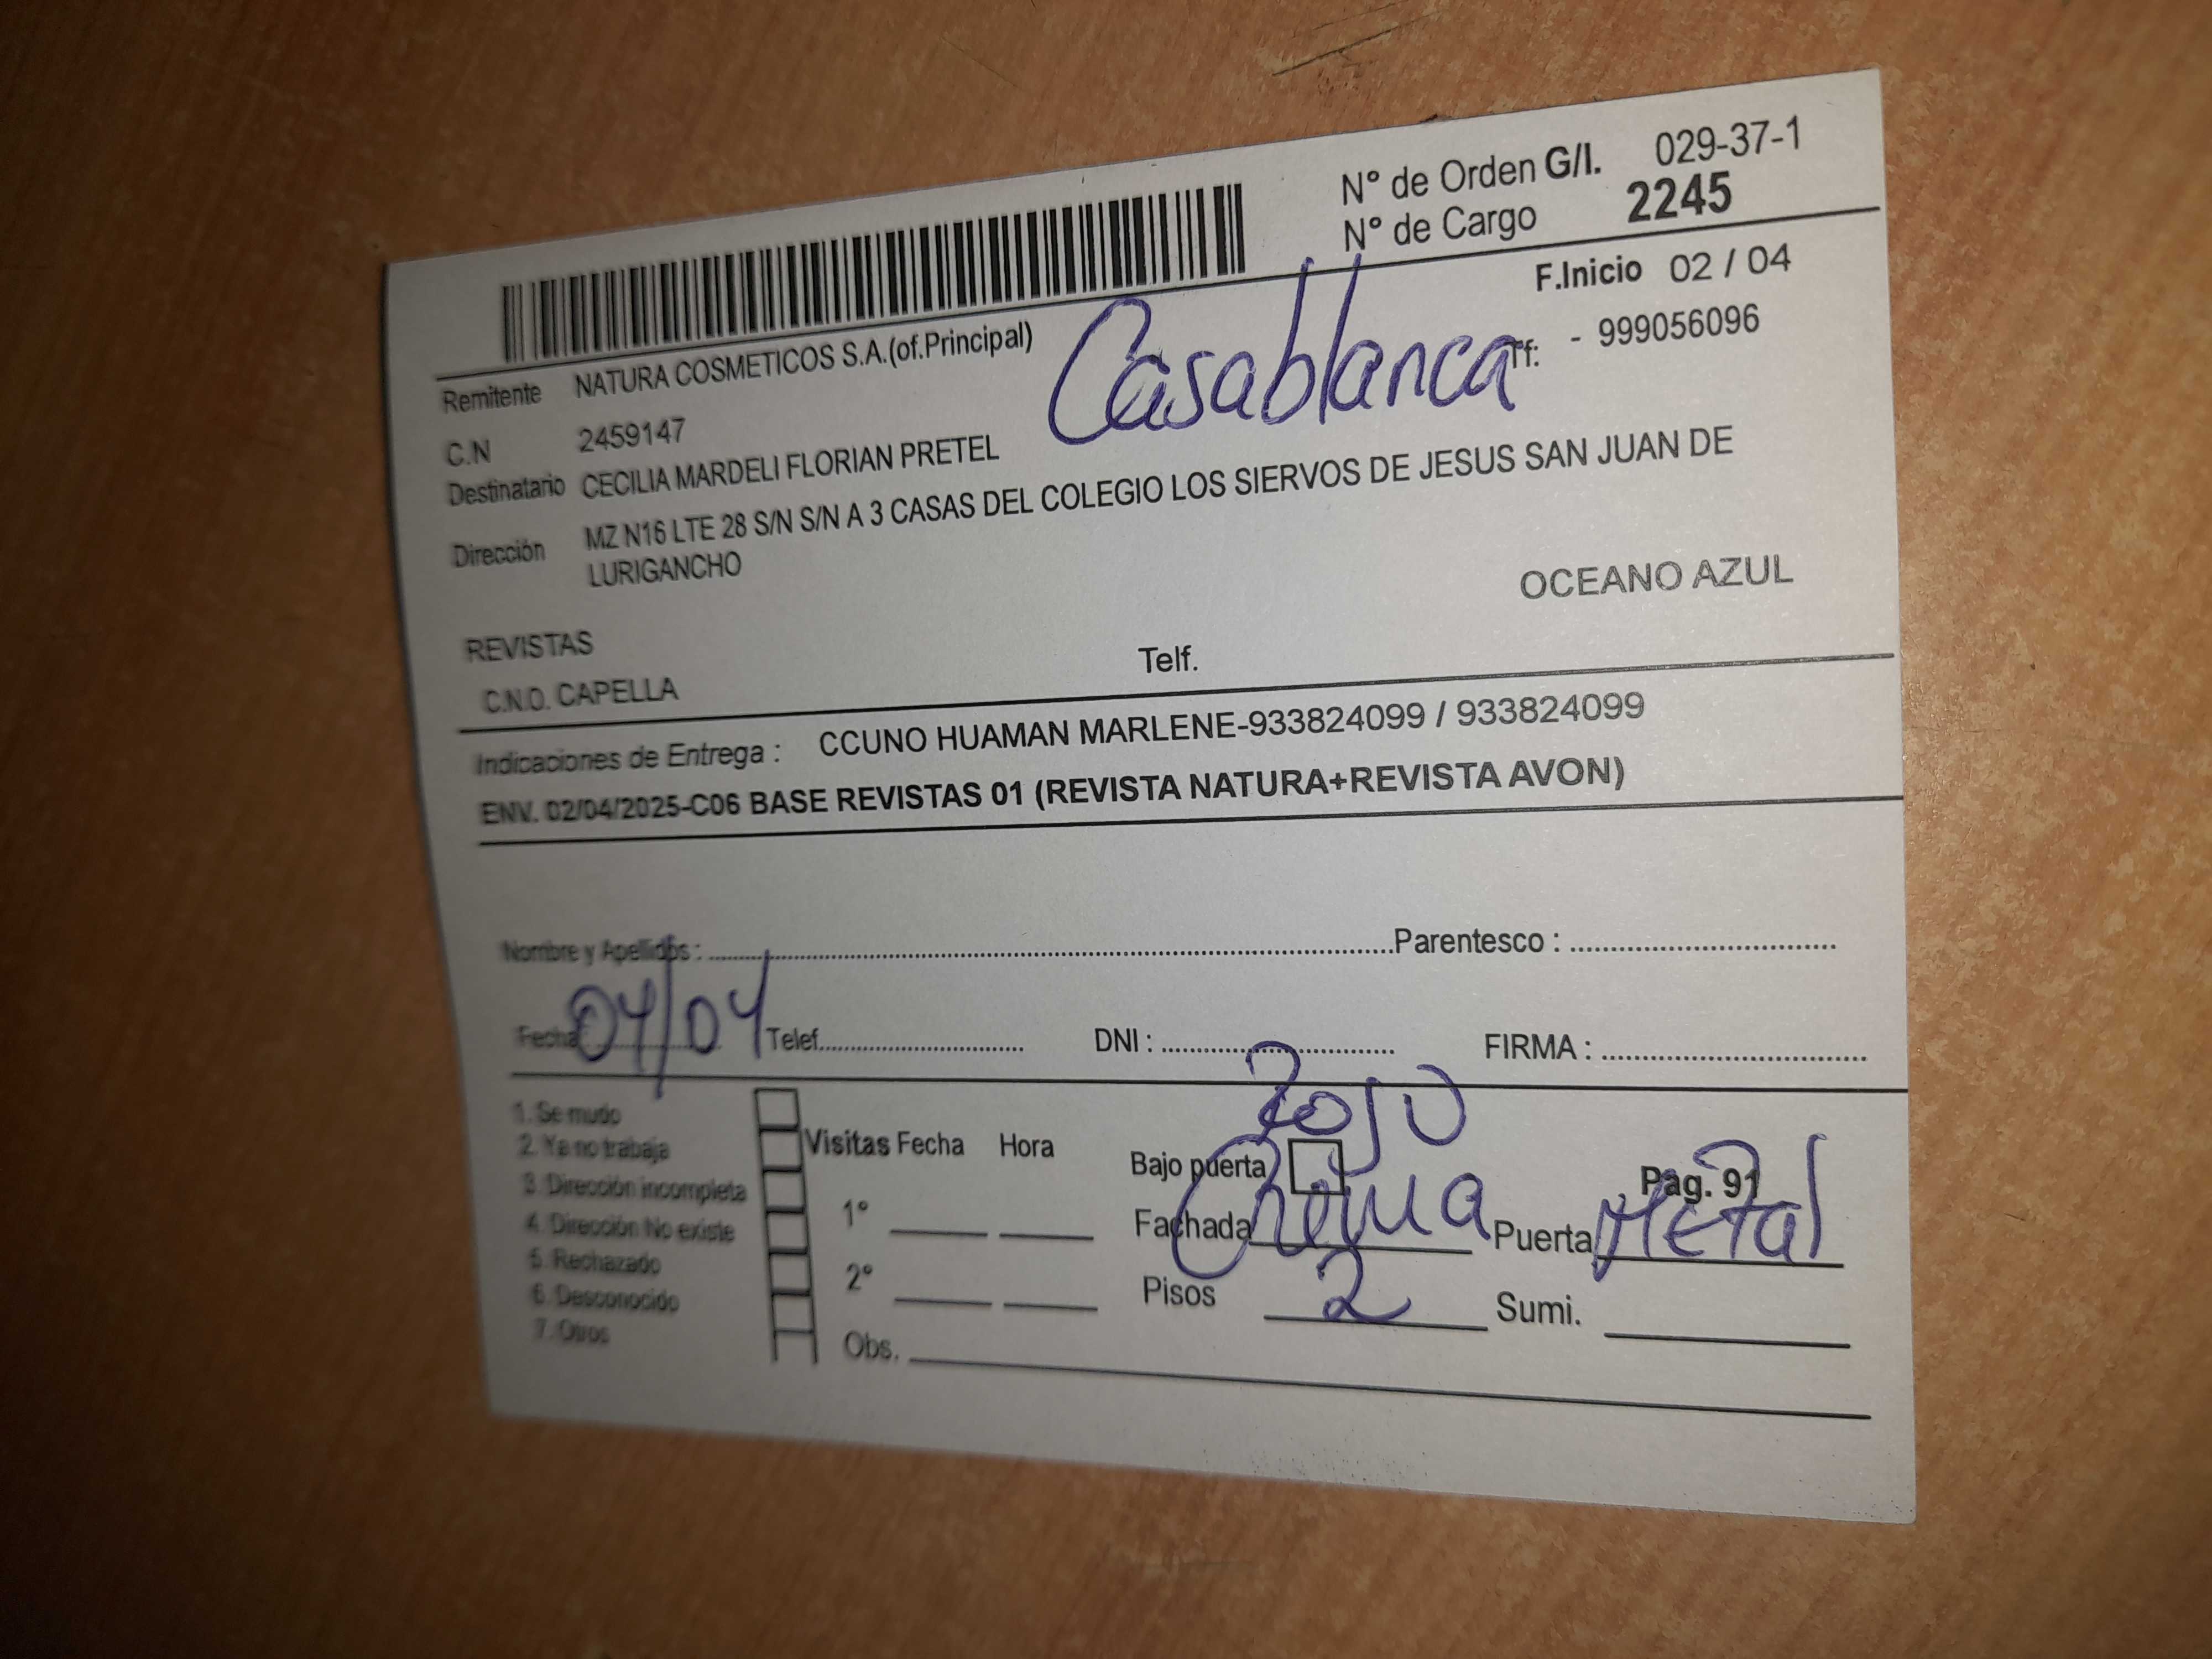 N° de Orden G/I. 029-37-1
N° de Cargo 2245
F.Inicio 02 / 04
Remitente NATURA COSMETICOS S.A.(of.Principal)
Casablanca Tf: - 999056096
C.N 2459147
Destinatario CECILIA MARDELI FLORIAN PRETEL
Dirección MZ N16 LTE 28 S/N S/N A 3 CASAS DEL COLEGIO LOS SIERVOS DE JESUS SAN JUAN DE
LURIGANCHO
OCEANO AZUL
REVISTAS
C.N.O. CAPELLA Telf.
Indicaciones de Entrega : CCUNO HUAMAN MARLENE-933824099 / 933824099
ENV. 02/04/2025-C06 BASE REVISTAS 01 (REVISTA NATURA+REVISTA AVON)
Nombre y Apellidos : Parentesco :
Fecha 04/04 Telef. DNI : FIRMA :
1. Se mudo
2. Ya no trabaja
3. Dirección incompleta
4. Dirección No existe
5. Rechazado
6. Desconocido
7. Otros
Visitas Fecha Hora
1°
2°
Obs.
Rojo
Bajo puerta Pag. 91
Fachada Crema Puerta Metal
Pisos 2 Sumi.